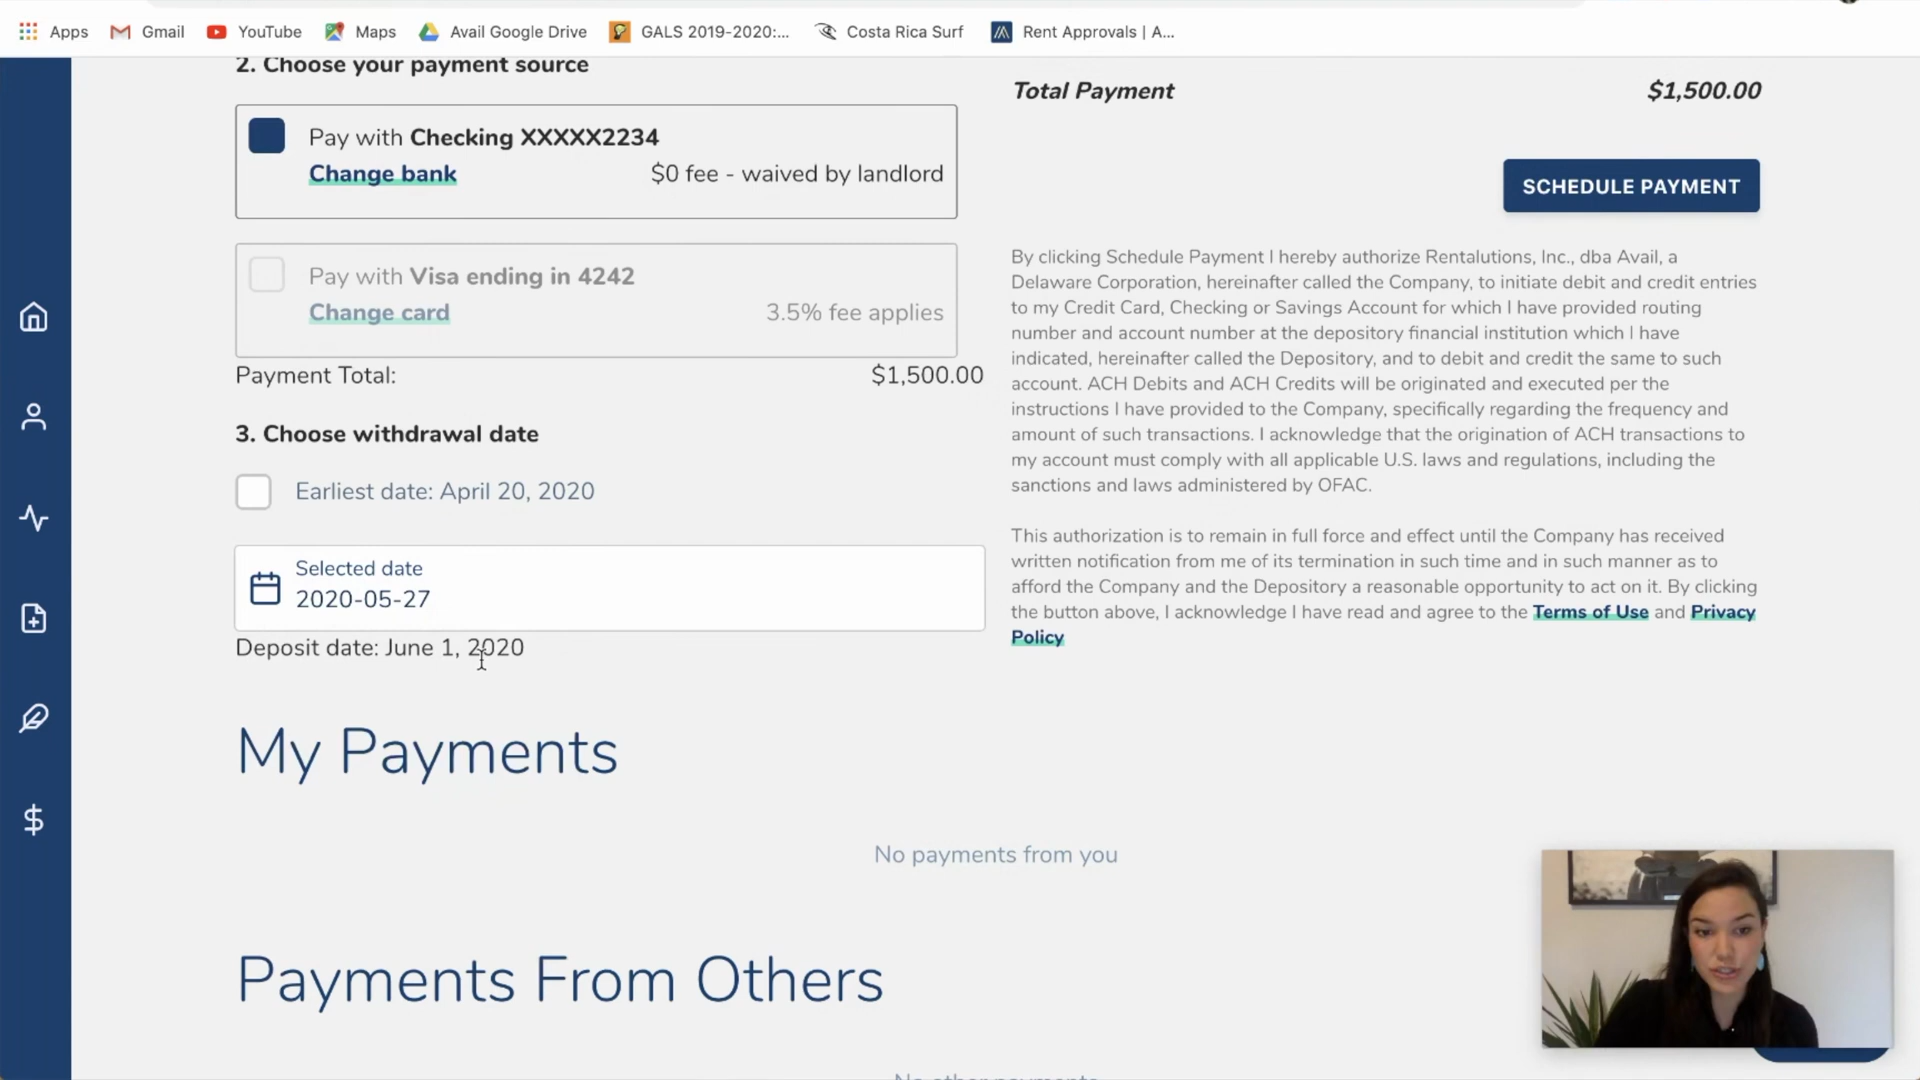 Apps Gmail YouTube Maps Avail Google Drive GALS 2019-2020:... Costa Rica Surf Rent Approvals | A...
2. Choose your payment source
Pay with Checking XXXXX2234
Change bank $0 fee - waived by landlord
Pay with Visa ending in 4242
Change card 3.5% fee applies
Payment Total: $1,500.00
3. Choose withdrawal date
Earliest date: April 20, 2020
Selected date
2020-05-27
Deposit date: June 1, 2020
Total Payment $1,500.00
SCHEDULE PAYMENT
By clicking Schedule Payment I hereby authorize Rentalutions, Inc., dba Avail, a
Delaware Corporation, hereinafter called the Company, to initiate debit and credit entries
to my Credit Card, Checking or Savings Account for which I have provided routing
number and account number at the depository financial institution which I have
indicated, hereinafter called the Depository, and to debit and credit the same to such
account. ACH Debits and ACH Credits will be originated and executed per the
instructions I have provided to the Company, specifically regarding the frequency and
amount of such transactions. I acknowledge that the origination of ACH transactions to
my account must comply with all applicable U.S. laws and regulations, including the
sanctions and laws administered by OFAC.
This authorization is to remain in full force and effect until the Company has received
written notification from me of its termination in such time and in such manner as to
afford the Company and the Depository a reasonable opportunity to act on it. By clicking
the button above, I acknowledge I have read and agree to the Terms of Use and Privacy
Policy
My Payments
No payments from you
Payments From Others
No other payments